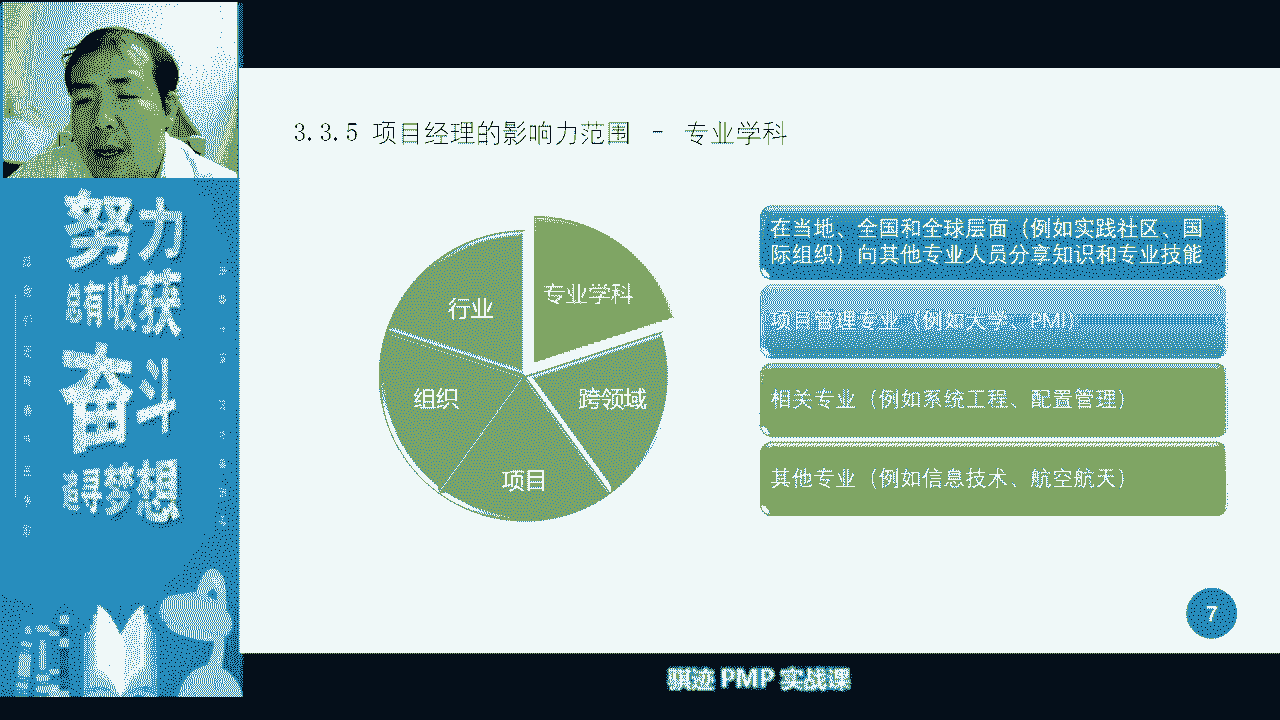 3.3.5 项目经理的影响力范围 - 专业学科
努力
总有收获
奋斗
专业学科
行业
组织
跨领域
项目
在当地、全国和全球层面（例如实践社区、国
际组织）向其他专业人员分享知识和专业技能
项目管理专业（例如大学、PMI）
相关专业（例如系统工程、配置管理）
其他专业（例如信息技术、航空航天）
7
骐迹 PMP 实战课